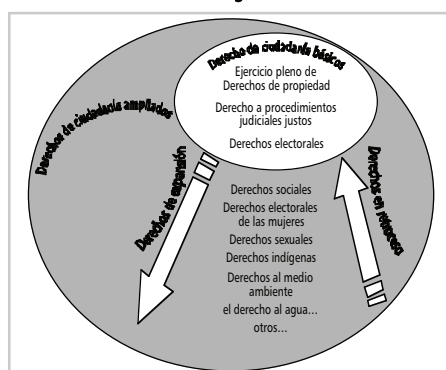 Derecho de ciudadanía básicos
Ejercicio pleno de
Derechos de propiedad
Derecho a procedimientos
judiciales justos
Derechos electorales
Derechos de ciudadanía ampliados
Derechos de expansión
Derechos en retroceso
Derechos sociales
Derechos electorales
de las mujeres
Derechos sexuales
Derechos indígenas
Derechos al medio
ambiente
el derecho al agua...
otros...